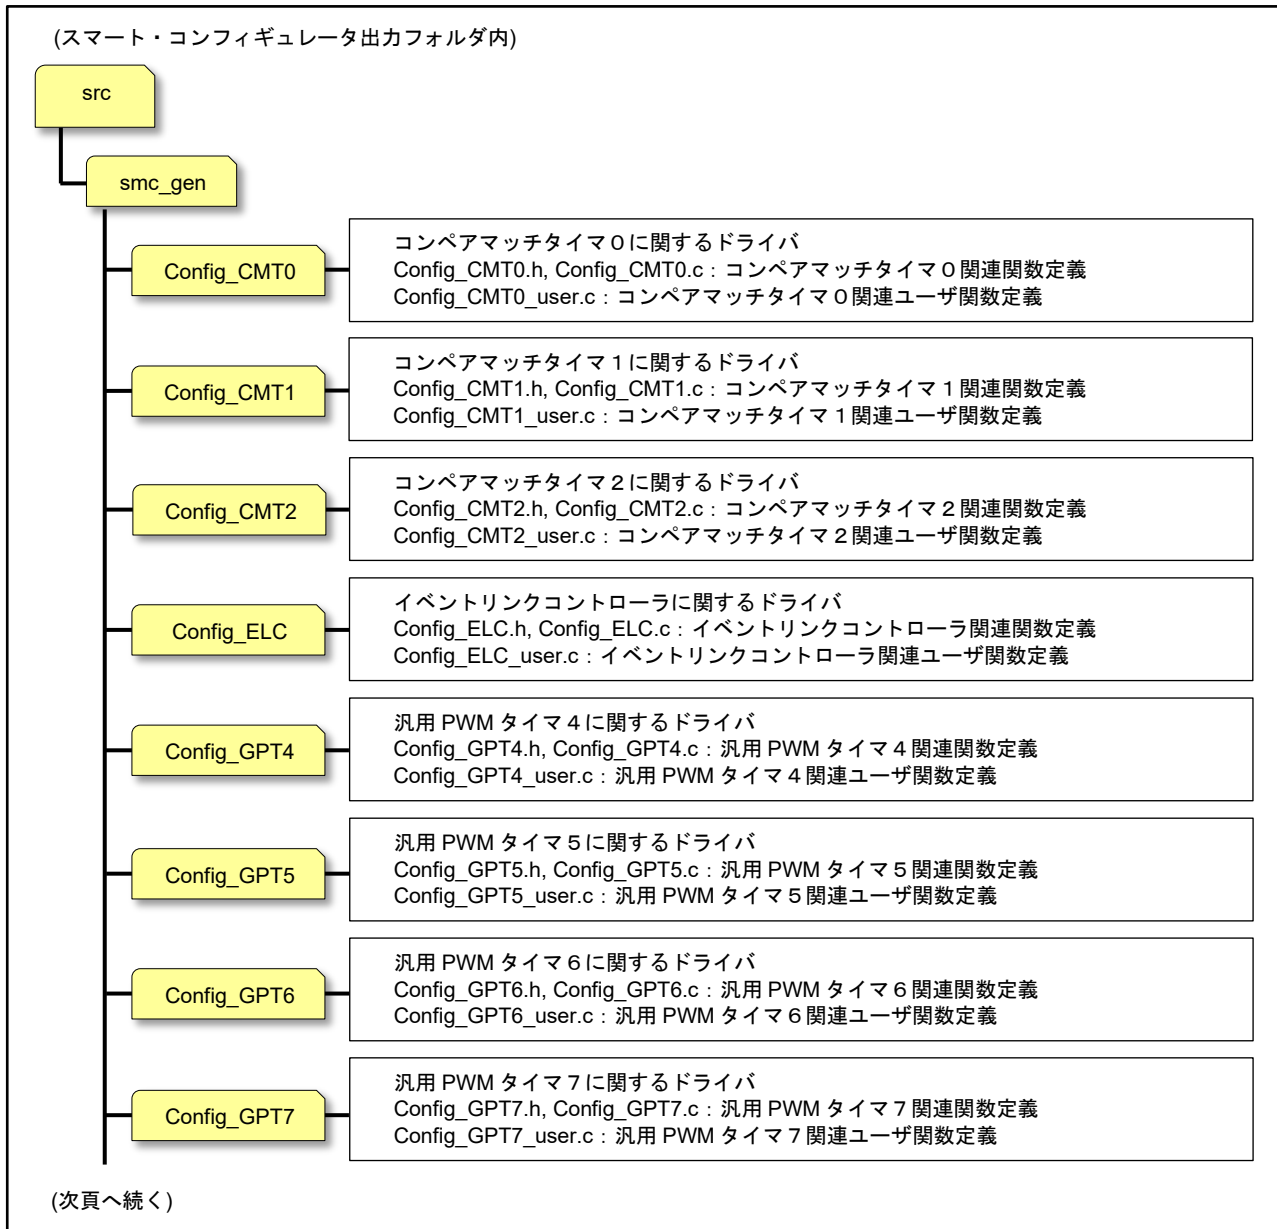 (スマート・コンフィギュレータ出力フォルダ内)
src
smc_gen
Config_CMT0
コンペアマッチタイマ０に関するドライバ
Config_CMT0.h, Config_CMT0.c：コンペアマッチタイマ０関連関数定義
Config_CMT0_user.c：コンペアマッチタイマ０関連ユーザ関数定義
Config_CMT1
コンペアマッチタイマ１に関するドライバ
Config_CMT1.h, Config_CMT1.c：コンペアマッチタイマ１関連関数定義
Config_CMT1_user.c：コンペアマッチタイマ１関連ユーザ関数定義
Config_CMT2
コンペアマッチタイマ２に関するドライバ
Config_CMT2.h, Config_CMT2.c：コンペアマッチタイマ２関連関数定義
Config_CMT2_user.c：コンペアマッチタイマ２関連ユーザ関数定義
Config_ELC
イベントリンクコントローラに関するドライバ
Config_ELC.h, Config_ELC.c：イベントリンクコントローラ関連関数定義
Config_ELC_user.c：イベントリンクコントローラ関連ユーザ関数定義
Config_GPT4
汎用 PWM タイマ４に関するドライバ
Config_GPT4.h, Config_GPT4.c：汎用 PWM タイマ４関連関数定義
Config_GPT4_user.c：汎用 PWM タイマ４関連ユーザ関数定義
Config_GPT5
汎用 PWM タイマ５に関するドライバ
Config_GPT5.h, Config_GPT5.c：汎用 PWM タイマ５関連関数定義
Config_GPT5_user.c：汎用 PWM タイマ５関連ユーザ関数定義
Config_GPT6
汎用 PWM タイマ６に関するドライバ
Config_GPT6.h, Config_GPT6.c：汎用 PWM タイマ６関連関数定義
Config_GPT6_user.c：汎用 PWM タイマ６関連ユーザ関数定義
Config_GPT7
汎用 PWM タイマ７に関するドライバ
Config_GPT7.h, Config_GPT7.c：汎用 PWM タイマ７関連関数定義
Config_GPT7_user.c：汎用 PWM タイマ７関連ユーザ関数定義
(次頁へ続く)